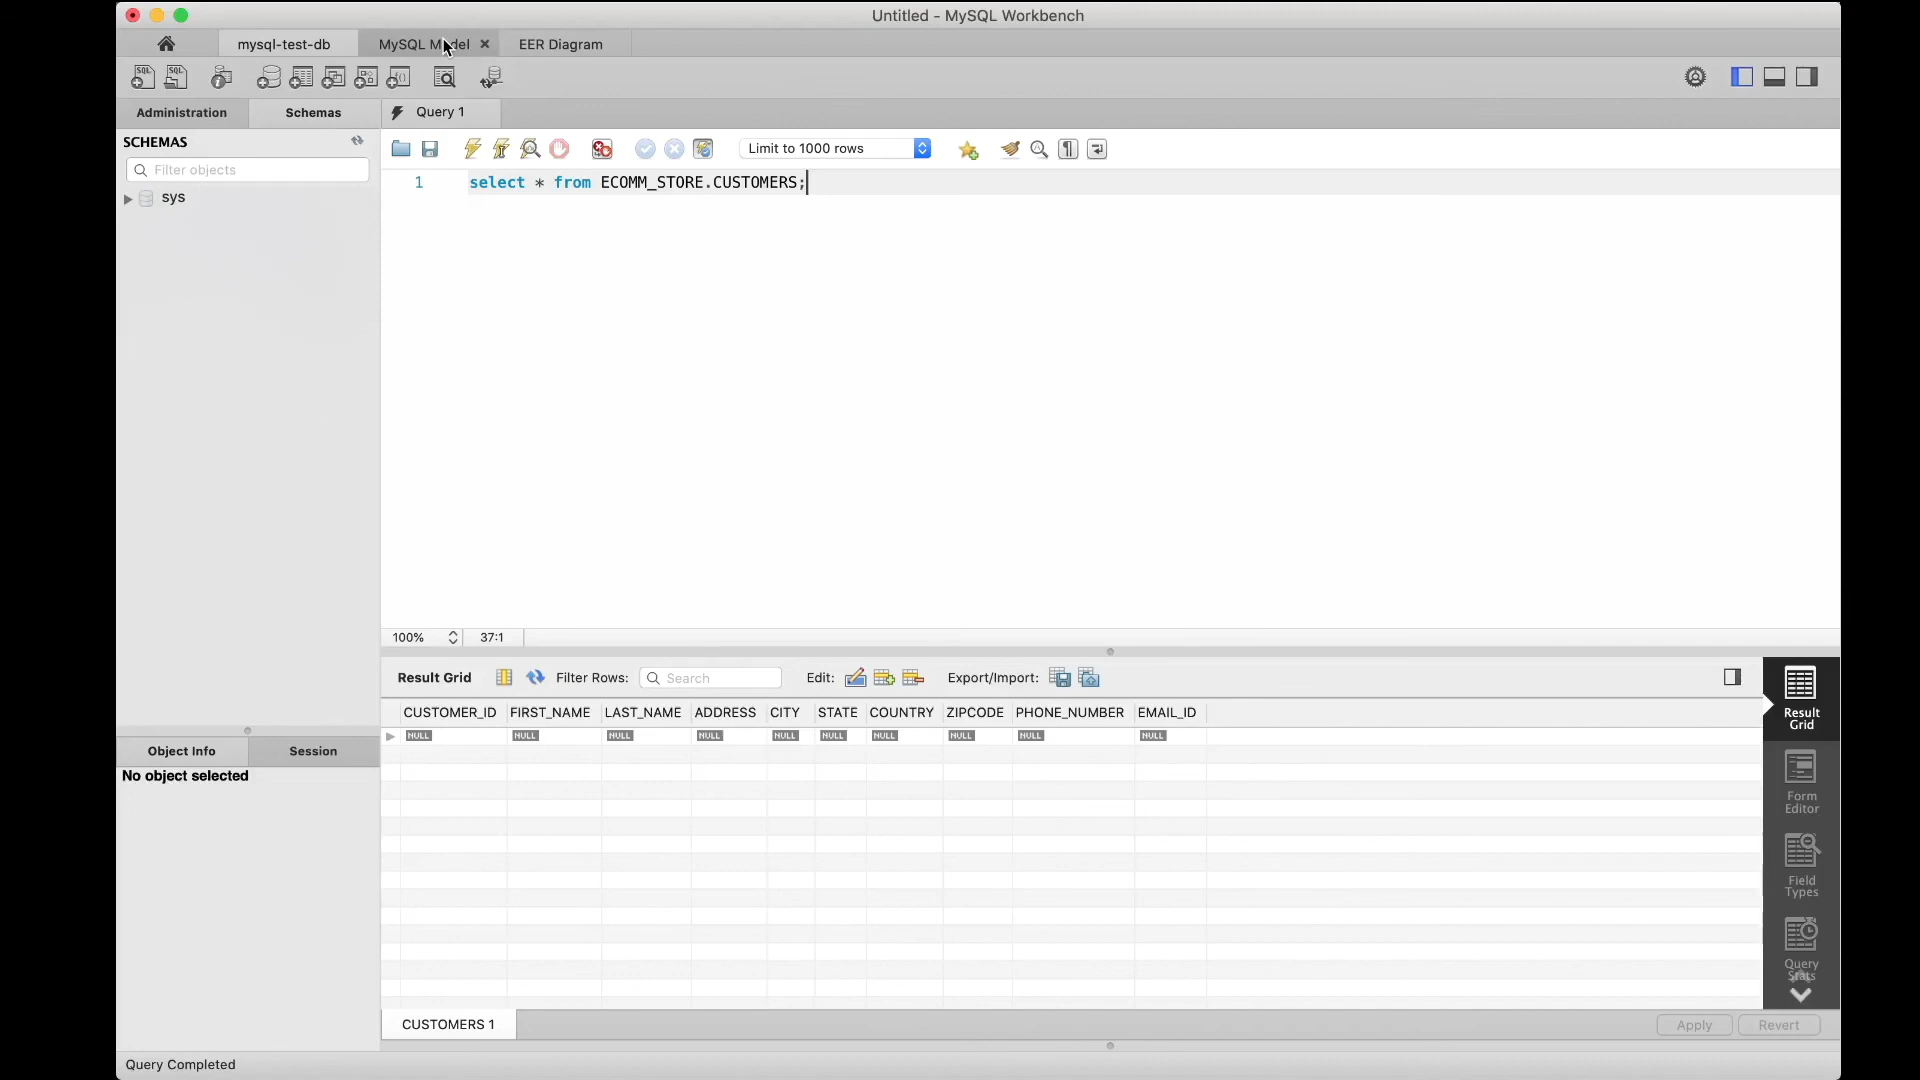 Untitled - MySQL Workbench
mysql-test-db
MySQL Model
EER Diagram
SQL
SQL
Administration
Schemas
Query 1
SCHEMAS
Filter objects
Limit to 1000 rows
1 select * from ECOMM_STORE.CUSTOMERS;
sys
100% 37:1
Result Grid Filter Rows: Search Edit: Export/Import:
CUSTOMER_ID FIRST_NAME LAST_NAME ADDRESS CITY STATE COUNTRY ZIPCODE PHONE_NUMBER EMAIL_ID
NULL NULL NULL NULL NULL NULL NULL NULL NULL NULL
Result
Grid
Form
Editor
Field
Types
Query
Stats
Object Info
Session
No object selected
CUSTOMERS 1
Apply
Revert
Query Completed